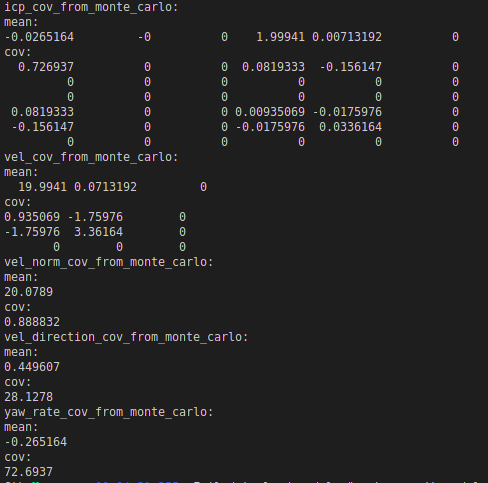 icp_cov_from_monte_carlo:
mean:
-0.0265164 -0 0 1.99941 0.00713192 0
cov:
0.726937 0 0 0.0819333 -0.156147 0
0 0 0 0 0 0
0 0 0 0 0 0
0.0819333 0 0 0.00935069 -0.0175976 0
-0.156147 0 0 -0.0175976 0.0336164 0
0 0 0 0 0 0
vel_cov_from_monte_carlo:
mean:
19.9941 0.0713192 0
cov:
0.935069 -1.75976 0
-1.75976 3.36164 0
0 0 0
vel_norm_cov_from_monte_carlo:
mean:
20.0789
cov:
0.888832
vel_direction_cov_from_monte_carlo:
mean:
0.449607
cov:
28.1278
yaw_rate_cov_from_monte_carlo:
mean:
-0.265164
cov:
72.6937